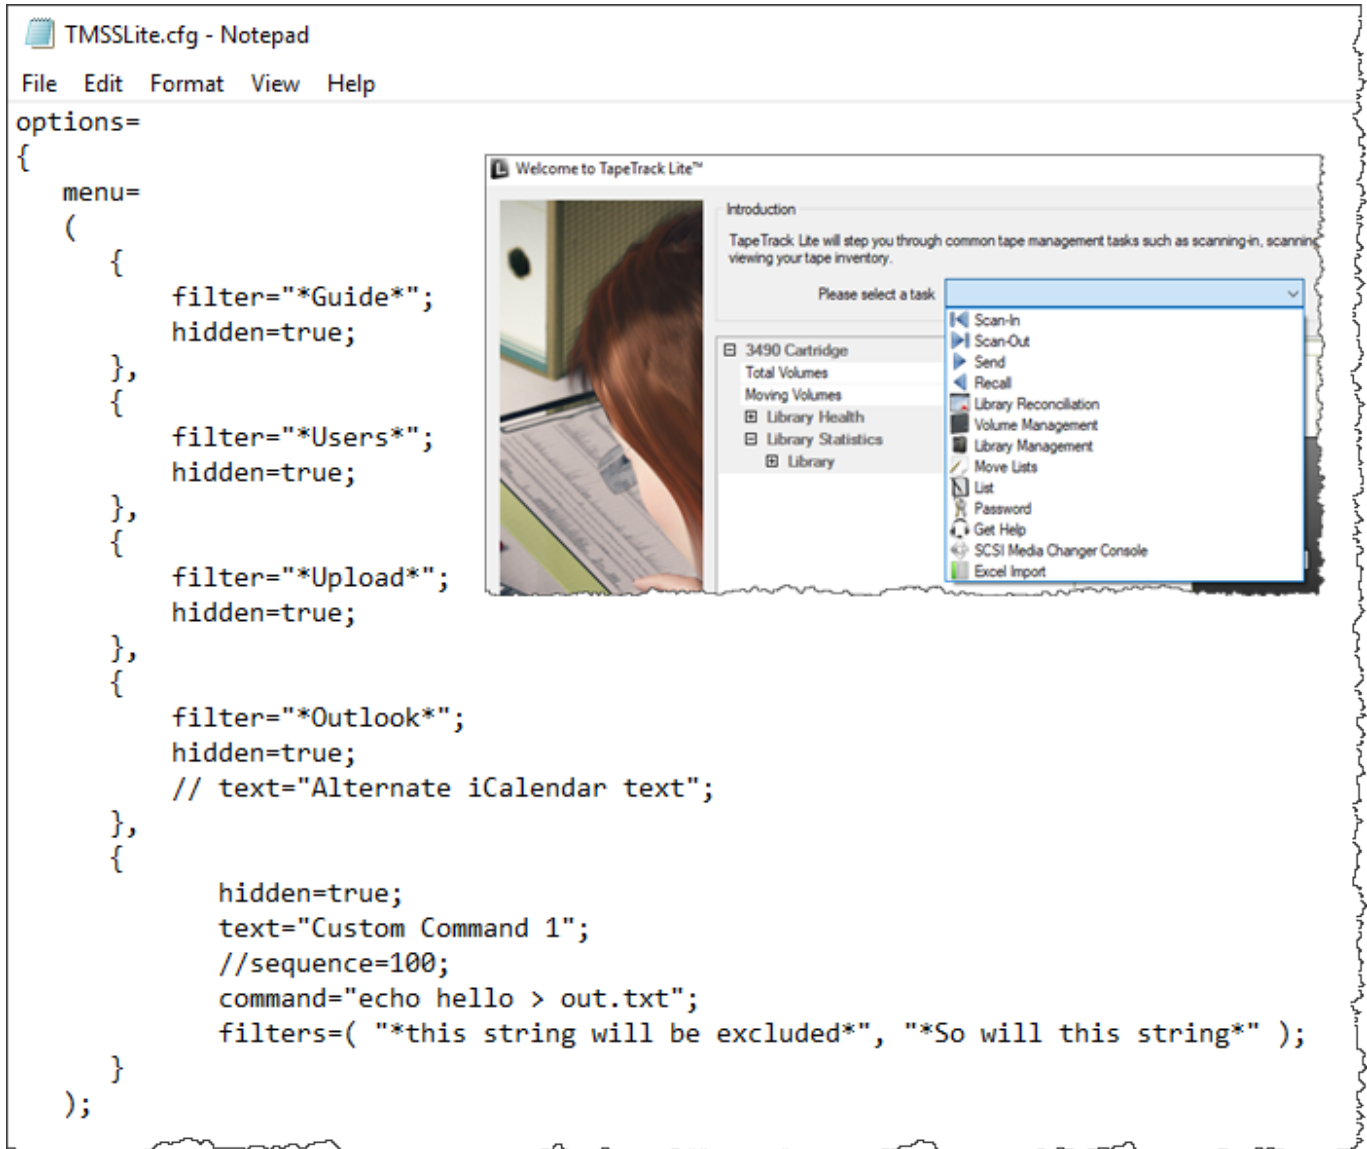 TMSSLite.cfg - Notepad
File Edit Format View Help
options=
{
menu=
(
{
filter="*Guide*";
hidden=true;
},
{
filter="*Users*";
hidden=true;
},
{
filter="*Upload*";
hidden=true;
},
{
filter="*Outlook*";
hidden=true;
// text="Alternate iCalendar text";
},
{
hidden=true;
text="Custom Command 1";
//sequence=100;
command="echo hello > out.txt";
filters=( "*this string will be excluded*", "*So will this string*" );
}
);
Welcome to TapeTrack Lite™
Introduction
TapeTrack Lite will step you through common tape management tasks such as scanning-in, scanning
viewing your tape inventory.
Please select a task
Scan-In
Scan-Out
Send
Recall
Library Reconciliation
Volume Management
Library Management
Move Lists
List
Password
Get Help
SCSI Media Changer Console
Excel Import
3490 Cartridge
Total Volumes
Moving Volumes
Library Health
Library Statistics
Library